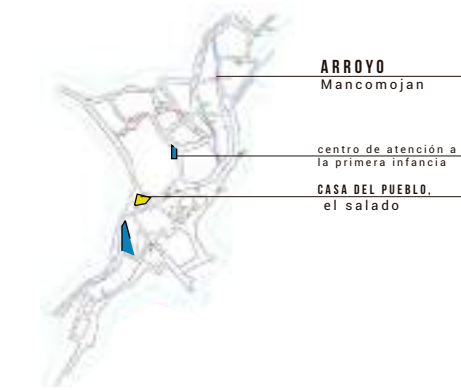 ARROYO
Mancomojan
centro de atención a
la primera infancia
CASA DEL PUEBLO,
el salado